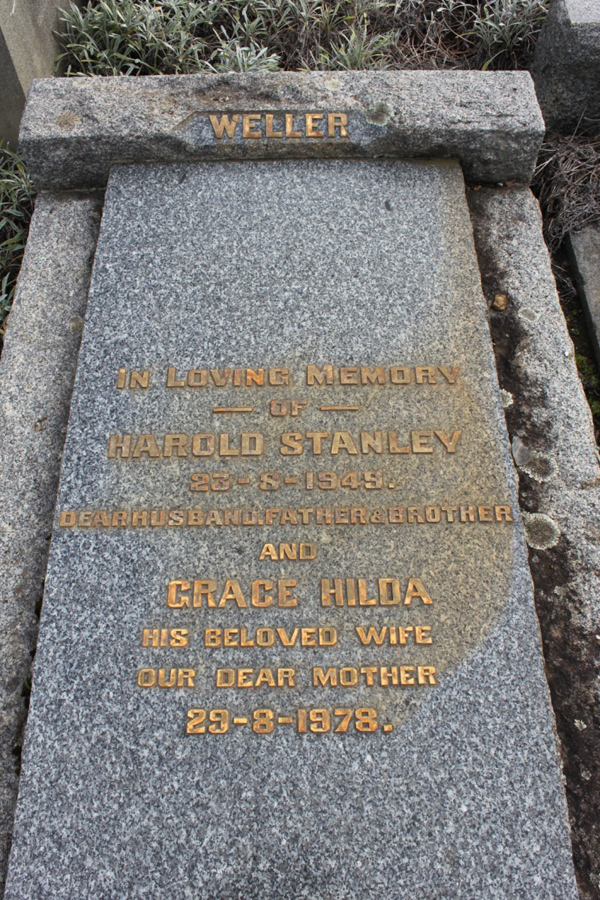 WELLER
IN LOVING MEMORY
— OF —
HAROLD STANLEY
23-8-1949.
DEAR HUSBAND, FATHER & BROTHER
AND
GRACE HILDA
HIS BELOVED WIFE
OUR DEAR MOTHER
29-8-1978.